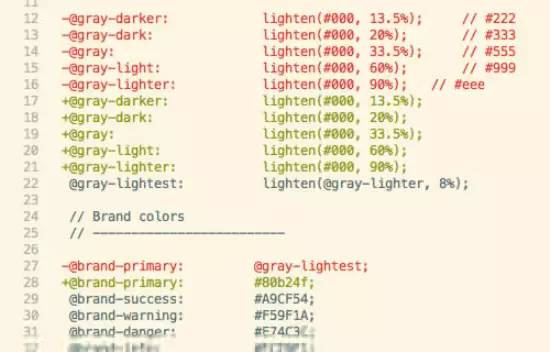 11
12 -@gray-darker: lighten(#000, 13.5%); // #222
13 -@gray-dark: lighten(#000, 20%); // #333
14 -@gray: lighten(#000, 33.5%); // #555
15 -@gray-light: lighten(#000, 60%); // #999
16 -@gray-lighter: lighten(#000, 90%); // #eee
17 +@gray-darker: lighten(#000, 13.5%);
18 +@gray-dark: lighten(#000, 20%);
19 +@gray: lighten(#000, 33.5%);
20 +@gray-light: lighten(#000, 60%);
21 +@gray-lighter: lighten(#000, 90%);
22 @gray-lightest: lighten(@gray-lighter, 8%);
23
24 // Brand colors
25 // -------------------------
26
27 -@brand-primary: @gray-lightest;
28 +@brand-primary: #80b24f;
29 @brand-success: #A9CF54;
30 @brand-warning: #F59F1A;
31 @brand-danger:
32